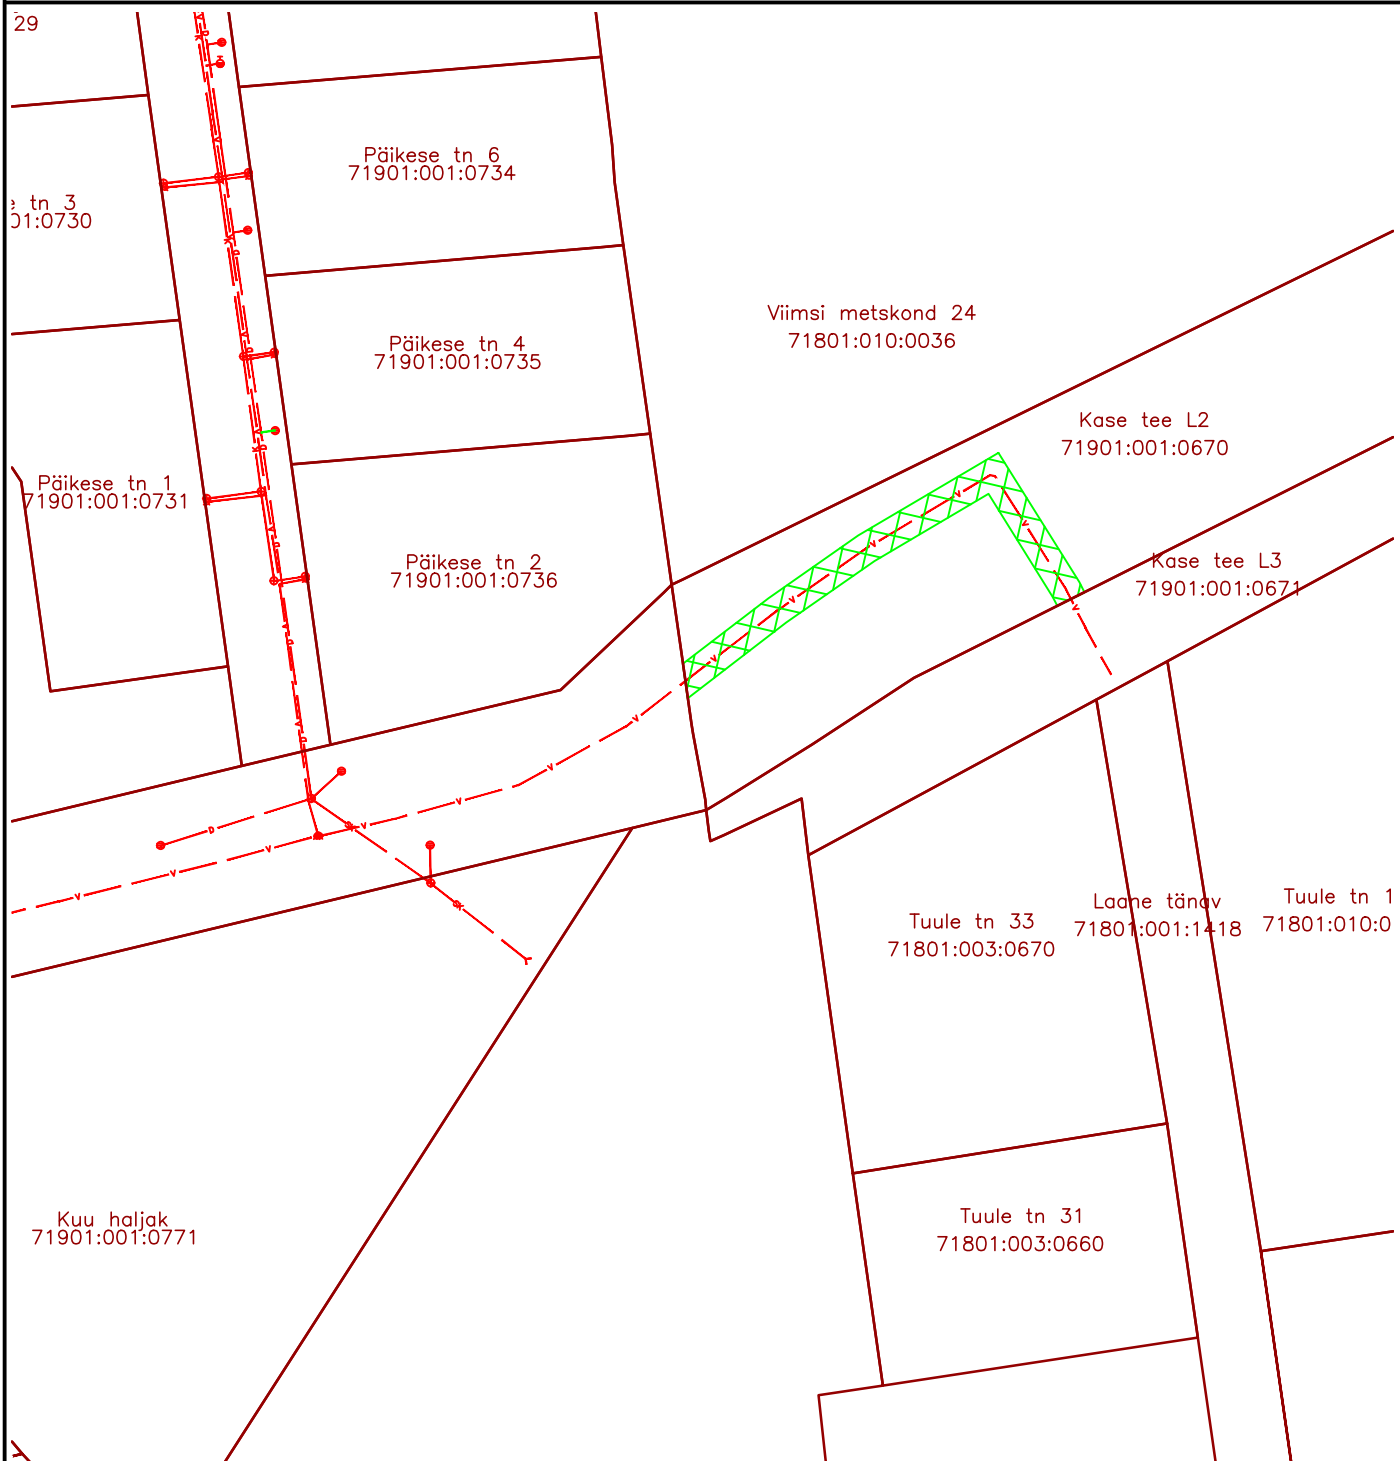 29
Päikese tn 6
71901:001:0734
tn 3
01:0730
Viimsi metskond 24
71801:010:0036
Päikese tn 4
71901:001:0735
Kase tee L2
71901:001:0670
Päikese tn 1
71901:001:0731
Päikese tn 2
71901:001:0736
Kase tee L3
71901:001:0671
Tuule tn 33
71801:003:0670
Laane tänav
71801:001:1418
Tuule tn 1
71801:010:0
Kuu haljak
71901:001:0771
Tuule tn 31
71801:003:0660